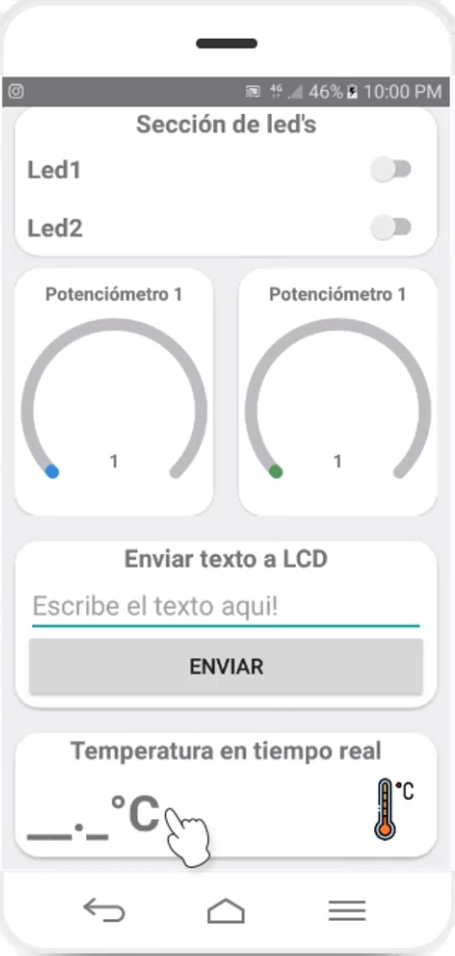 4G 46% 10:00 PM
Sección de led's
Led1
Led2
Potenciómetro 1 Potenciómetro 1
1 1
Enviar texto a LCD
Escribe el texto aqui!
ENVIAR
Temperatura en tiempo real
__._°C °C